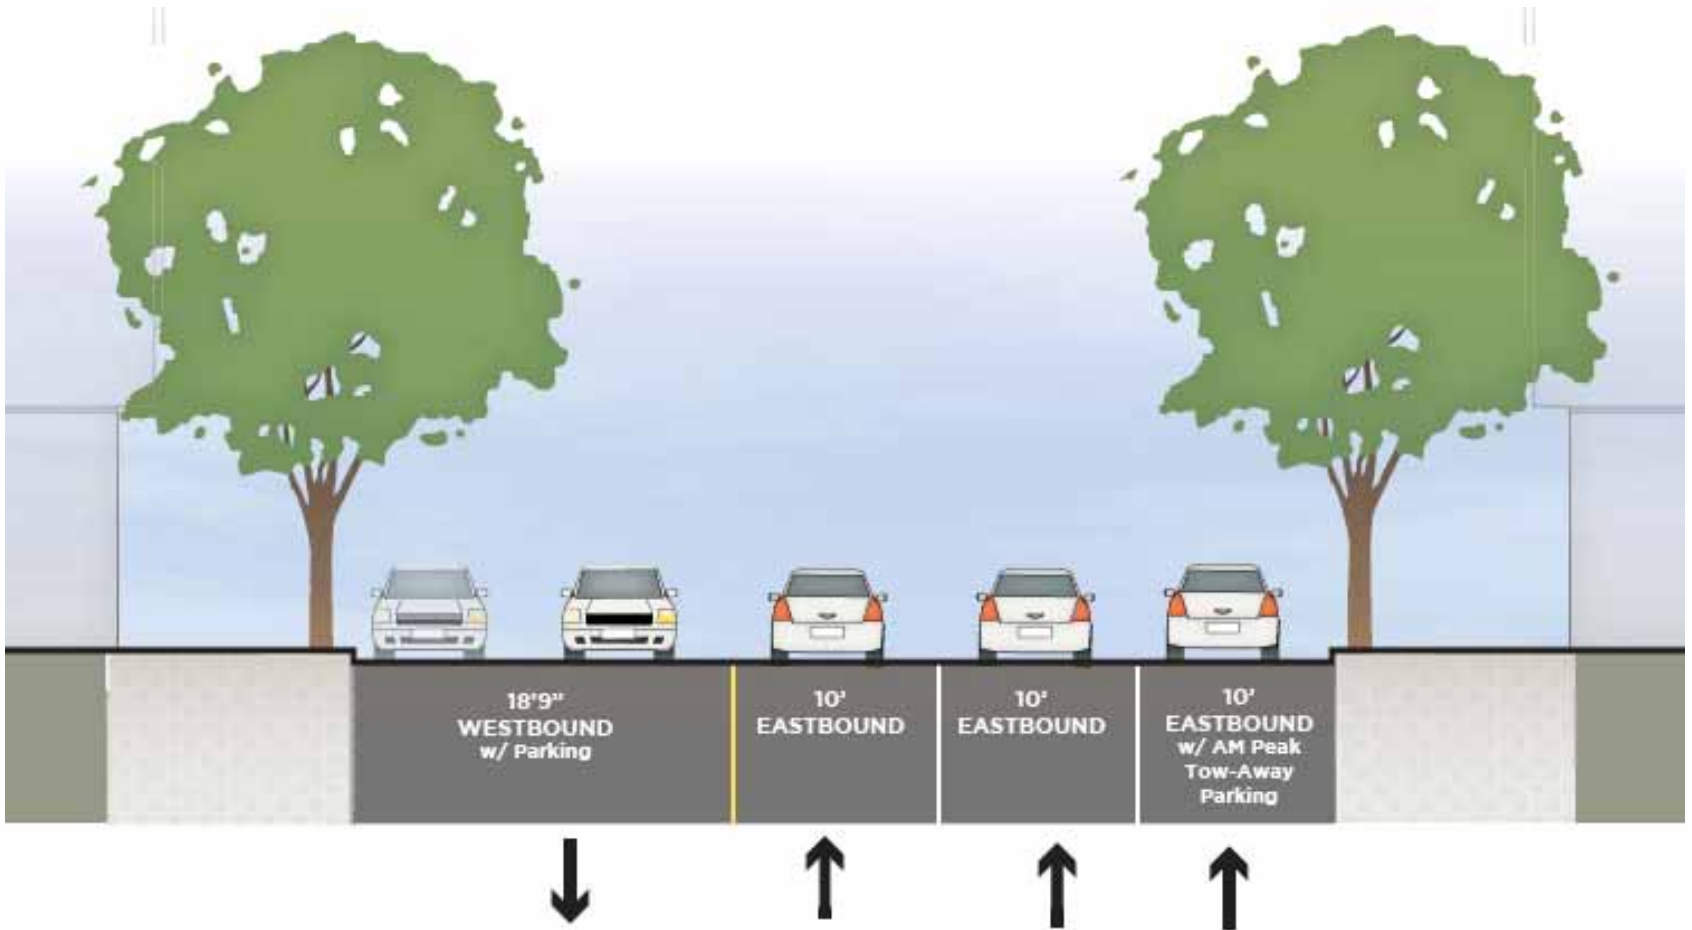 18'9"
WESTBOUND
w/ Parking
10'
EASTBOUND
10'
EASTBOUND
10'
EASTBOUND
w/ AM Peak
Tow-Away
Parking